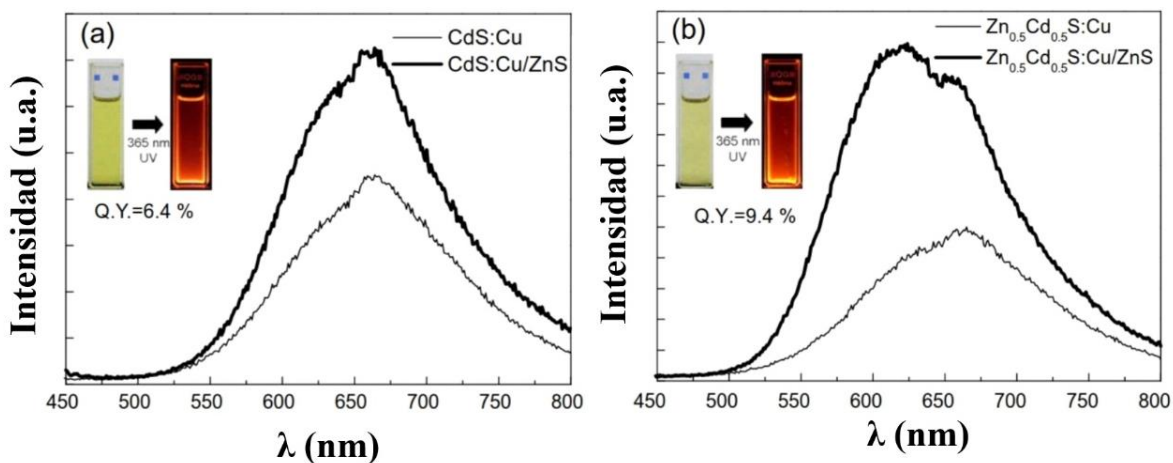 (a)
CdS:Cu
CdS:Cu/ZnS
365 nm
UV
Q.Y.=6.4 %
Intensidad (u.a.)
450 500 550 600 650 700 750 800
λ (nm)
(b)
Zn0.5Cd0.5S:Cu
Zn0.5Cd0.5S:Cu/ZnS
365 nm
UV
Q.Y.=9.4 %
Intensidad (u.a.)
450 500 550 600 650 700 750 800
λ (nm)